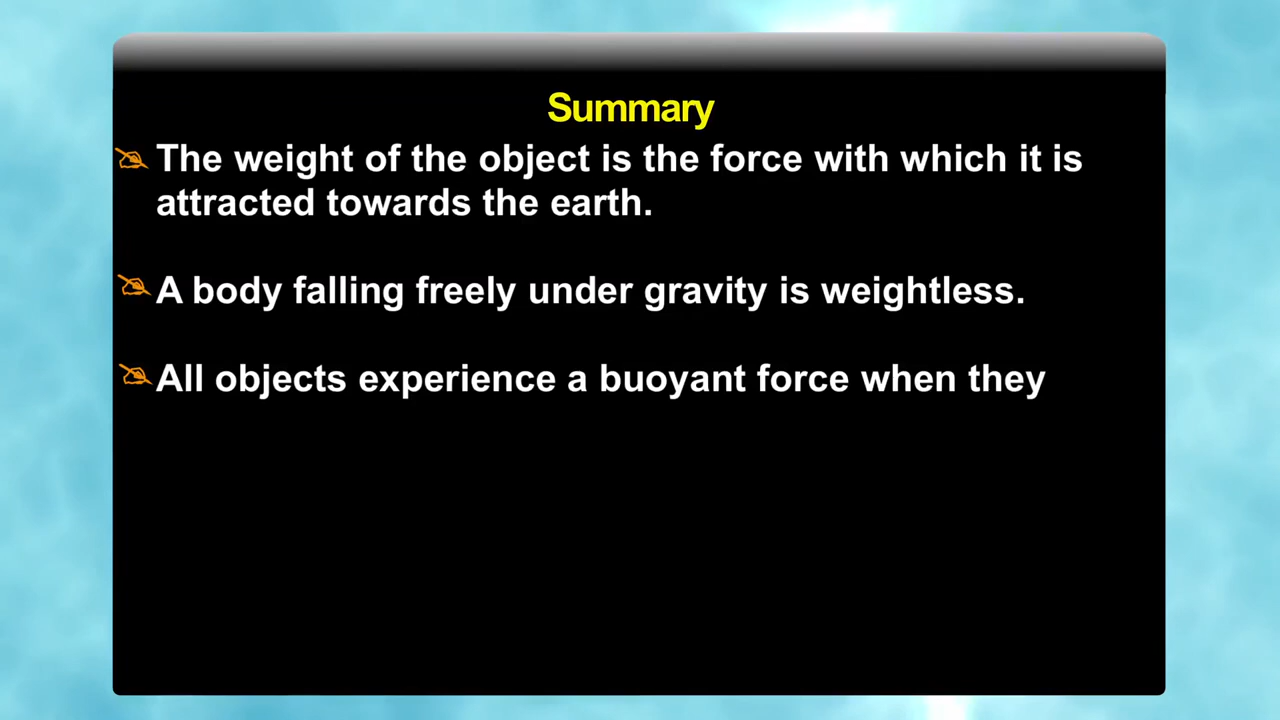 Summary
The weight of the object is the force with which it is
attracted towards the earth.
A body falling freely under gravity is weightless.
All objects experience a buoyant force when they